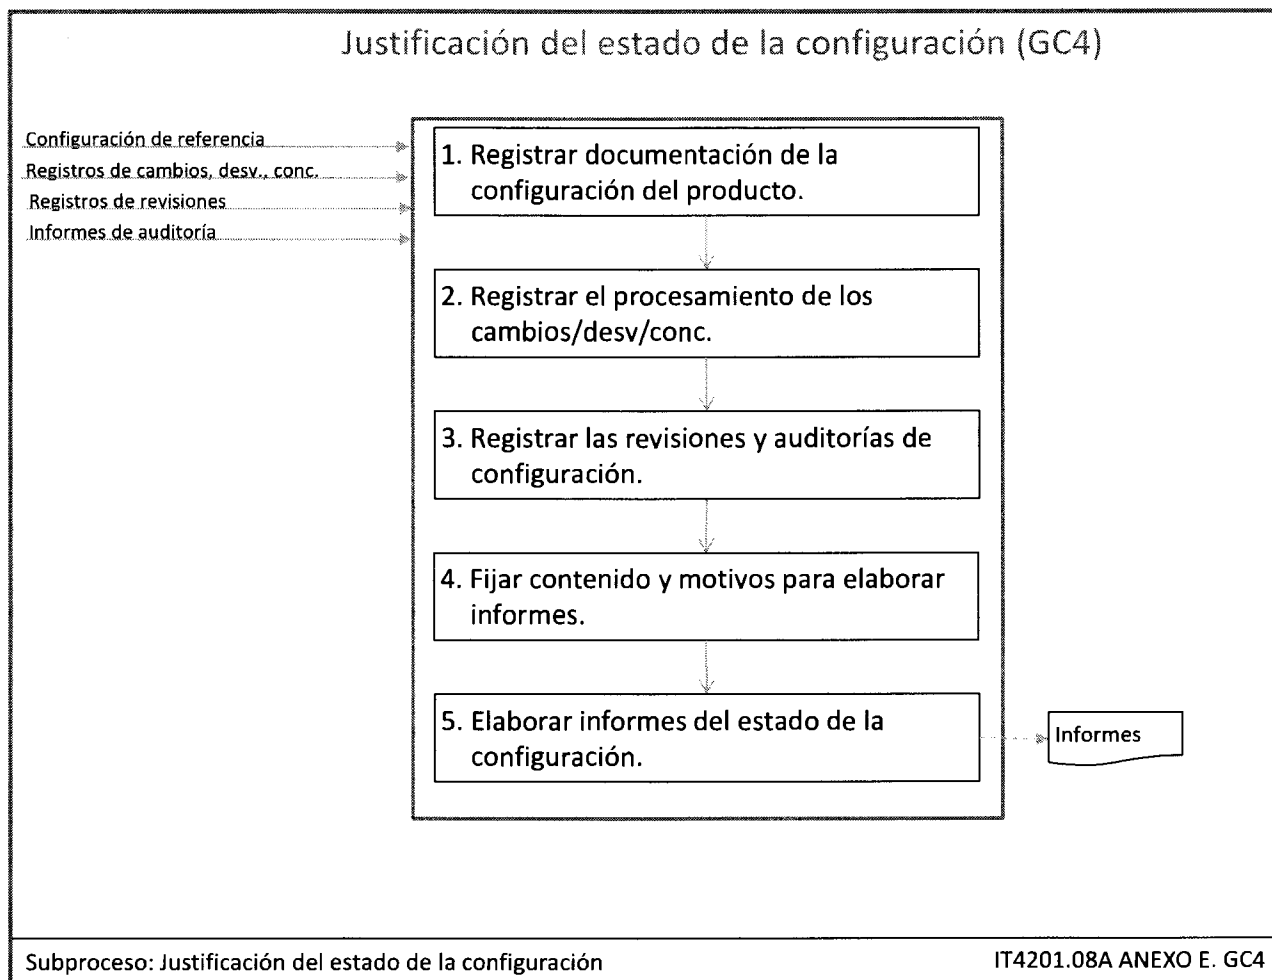 Justificación del estado de la configuración (GC4)
Configuración de referencia
Registros de cambios, desv., conc.
Registros de revisiones
Informes de auditoría
1. Registrar documentación de la
configuración del producto.
2. Registrar el procesamiento de los
cambios/desv/conc.
3. Registrar las revisiones y auditorías de
configuración.
4. Fijar contenido y motivos para elaborar
informes.
5. Elaborar informes del estado de la
configuración.
Informes
Subproceso: Justificación del estado de la configuración
IT4201.08A ANEXO E. GC4